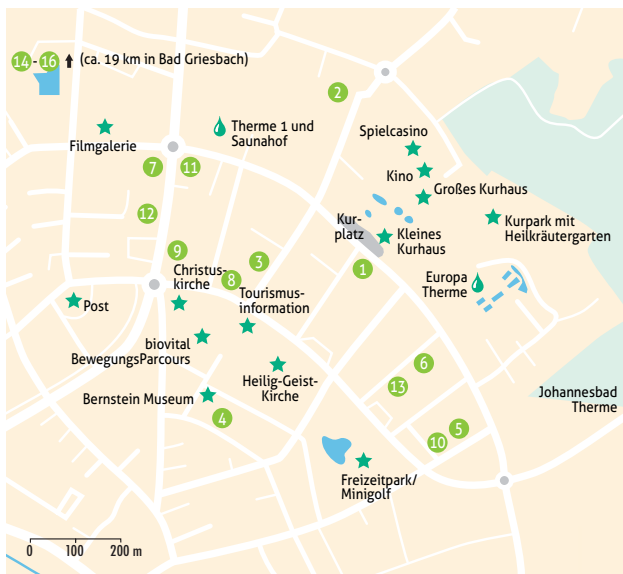 14 - 16 (ca. 19 km in Bad Griesbach)
2
Filmgalerie
Therme 1 und
Saunahof
Spielcasino
Kino
Großes Kurhaus
7
11
12
Kur-
platz
Kleines
Kurhaus
Kurpark mit
Heilkräutergarten
9
Christus-
kirche
8
3
1
Tourismus-
information
Europa
Therme
Post
biovital
BewegungsParcours
Heilig-Geist-
Kirche
6
13
Bernstein Museum
4
Johannesbad
Therme
5
10
Freizeitpark/
Minigolf
0 100 200 m